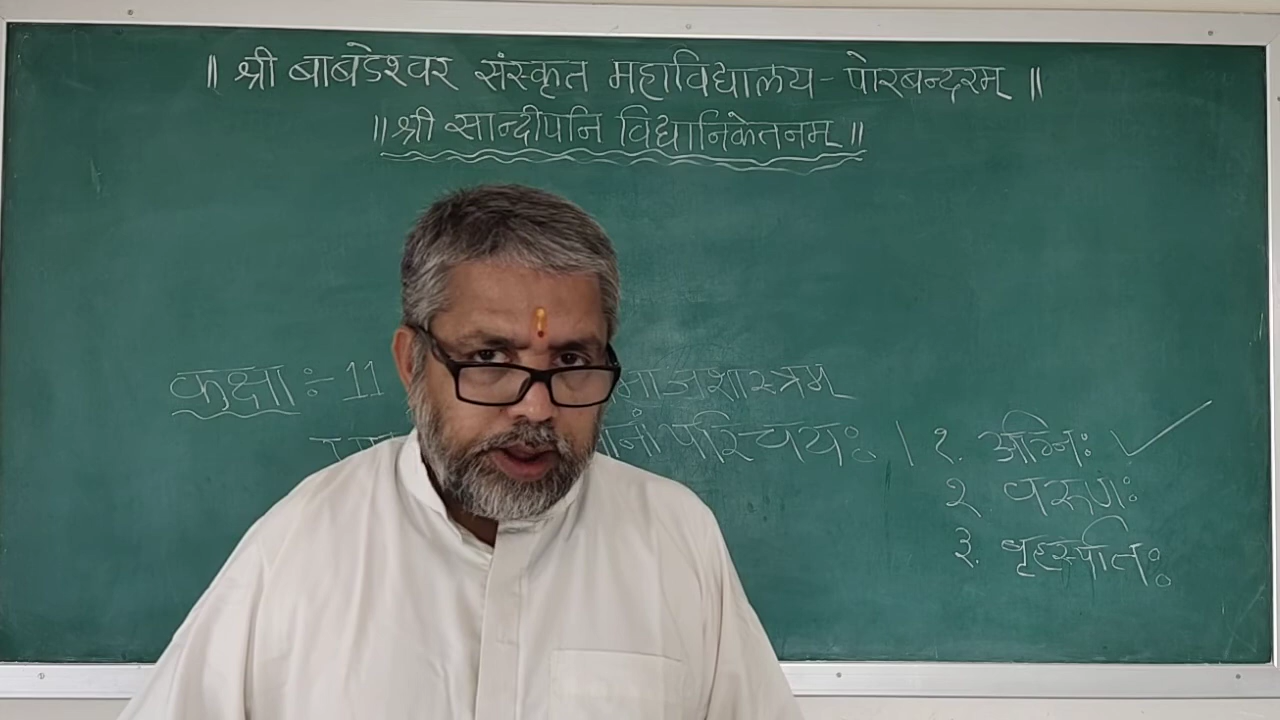 ॥ श्री बाबडेश्वर संस्कृत महाविद्यालय - पोरबन्दरम् ॥
॥ श्री सान्दीपनि विद्यानिकेतनम् ॥
कक्षा ÷ 11
परिचयः । १. अग्निः ✓
२ वरुणः
३. बृहस्पतिः